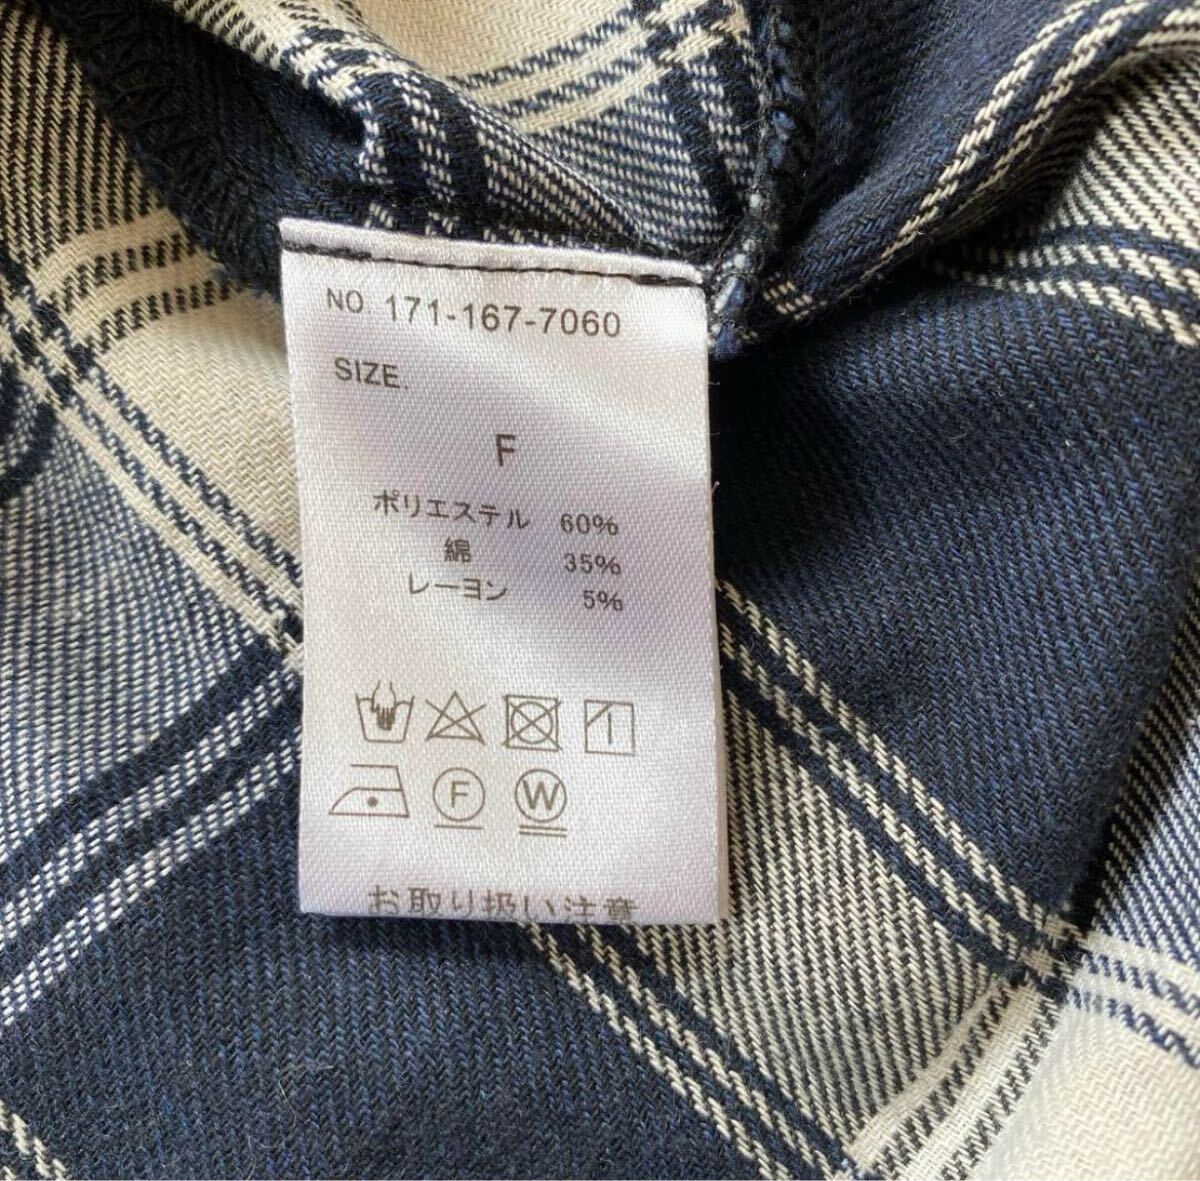 NO. 171-167-7060
SIZE.
F
ポリエステル 60%
綿 35%
レーヨン 5%
F W
お取り扱い注意